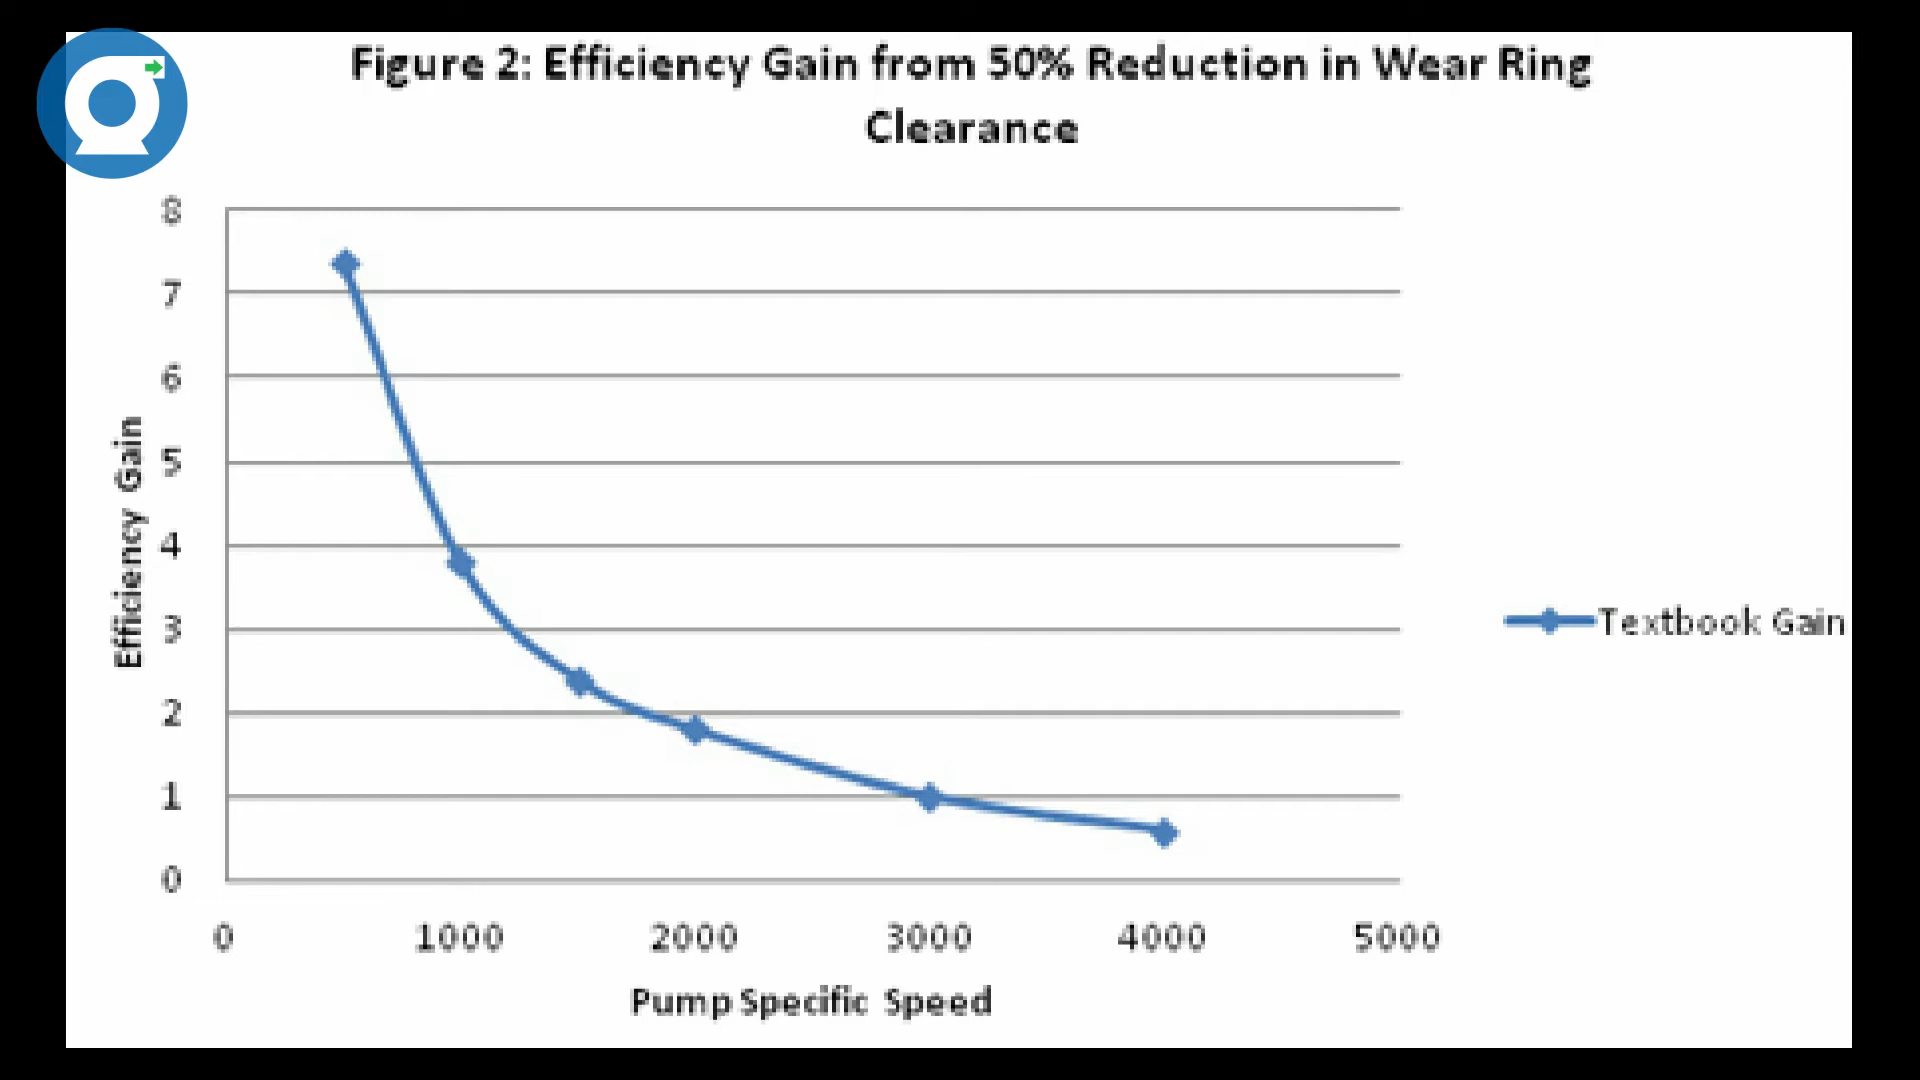 Figure 2: Efficiency Gain from 50% Reduction in Wear Ring
Clearance
8
7
6
5
4
3
2
1
0
Efficiency Gain
0 1000 2000 3000 4000 5000
Pump Specific Speed
Textbook Gain